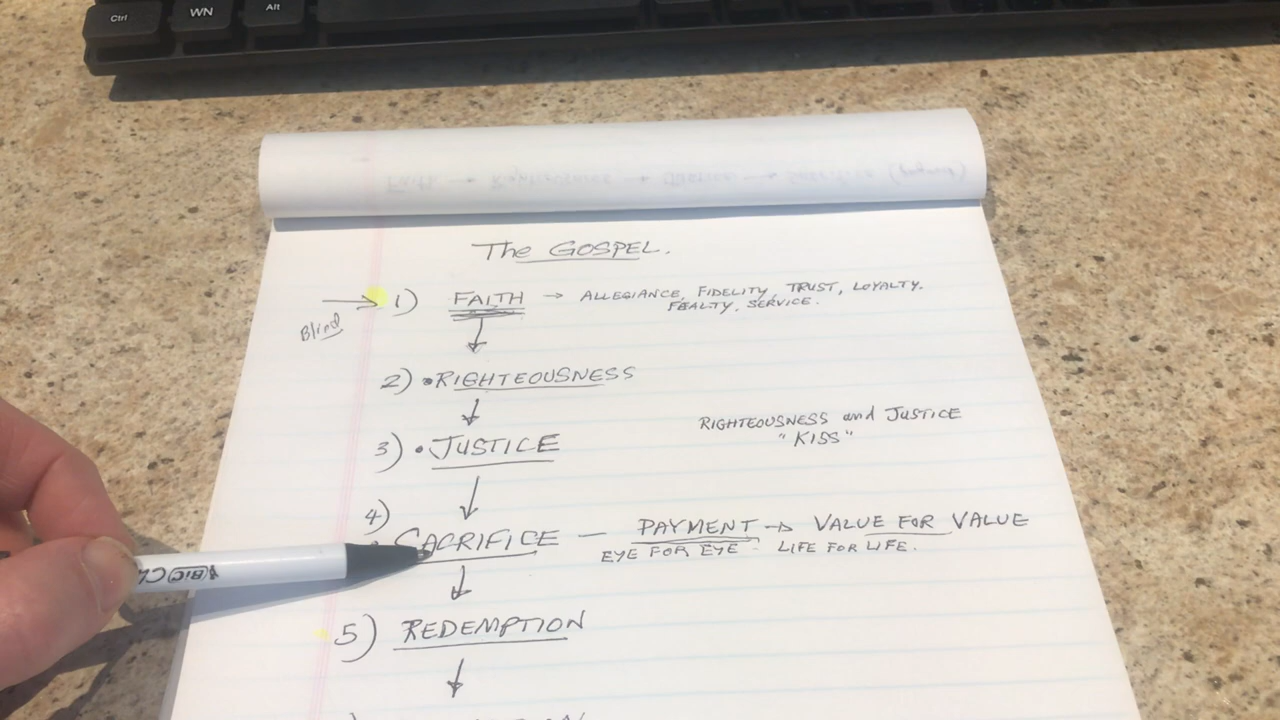 Ctrl
WN
Alt
The GOSPEL.
1) FAITH → ALLEGIANCE, FIDELITY, TRUST, LOYALTY.
FEALTY, SERVICE.
Blind
2) • RIGHTEOUSNESS
RIGHTEOUSNESS and JUSTICE
"KISS"
3) • JUSTICE
4)
SACRIFICE — PAYMENT → VALUE FOR VALUE
EYE FOR EYE - LIFE FOR LIFE.
BIC
5) REDEMPTION